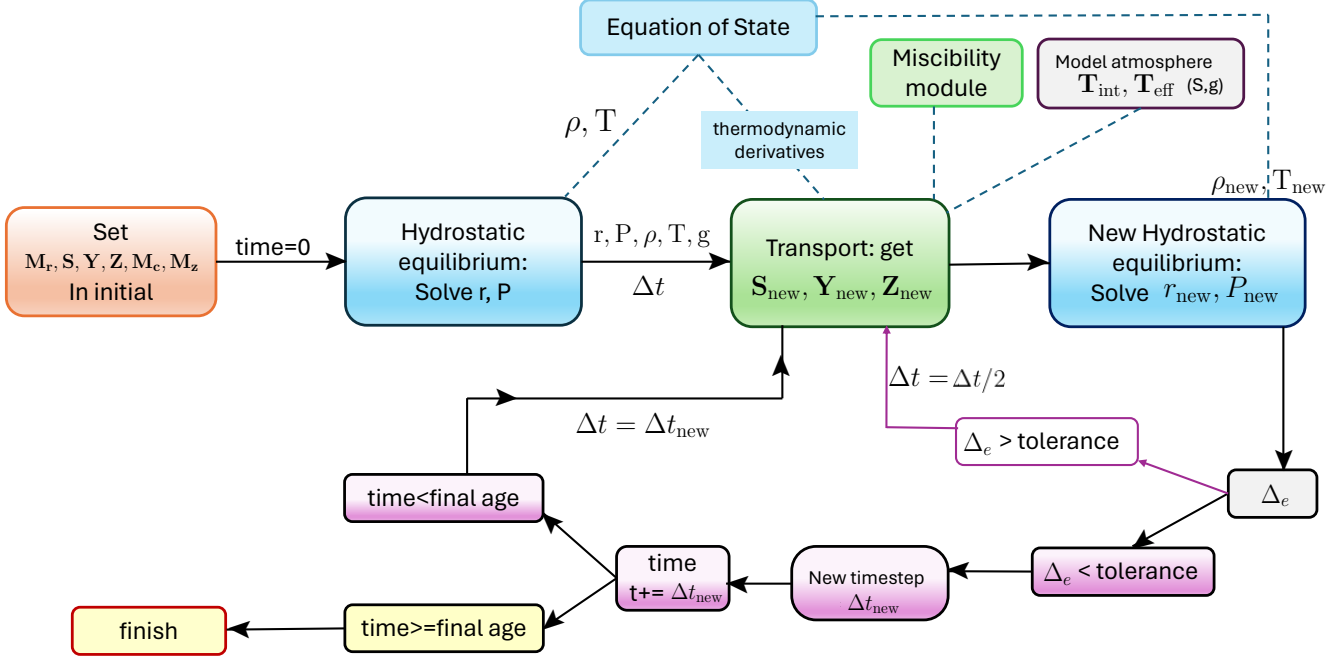 Equation of State
Miscibility
module
Model atmosphere
T_int, T_eff (S,g)
ρ, T
thermodynamic
derivatives
ρ_new, T_new
Set
M_r, S, Y, Z, M_c, M_z
In initial
time=0
Hydrostatic
equilibrium:
Solve r, P
r, P, ρ, T, g
Δt
Transport: get
S_new, Y_new, Z_new
New Hydrostatic
equilibrium:
Solve r_new, P_new
Δt = Δt/2
Δt = Δt_new
Δ_e > tolerance
time<final age
Δ_e
time
t+= Δt_new
New timestep
Δt_new
Δ_e < tolerance
finish
time>=final age